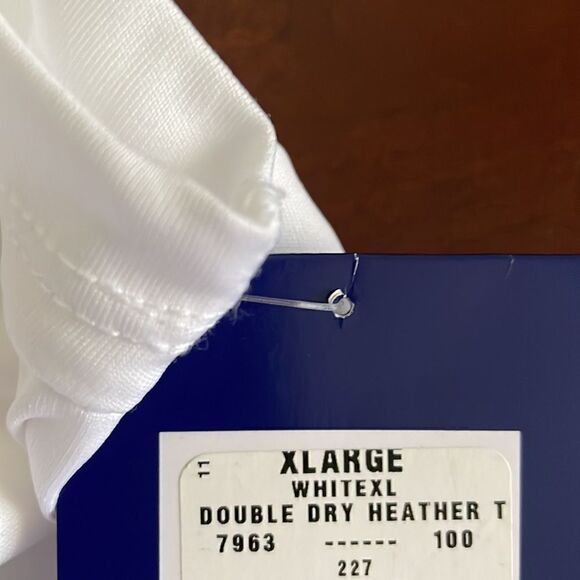 11
XLARGE
WHITEXL
DOUBLE DRY HEATHER T
7963 ------ 100
227